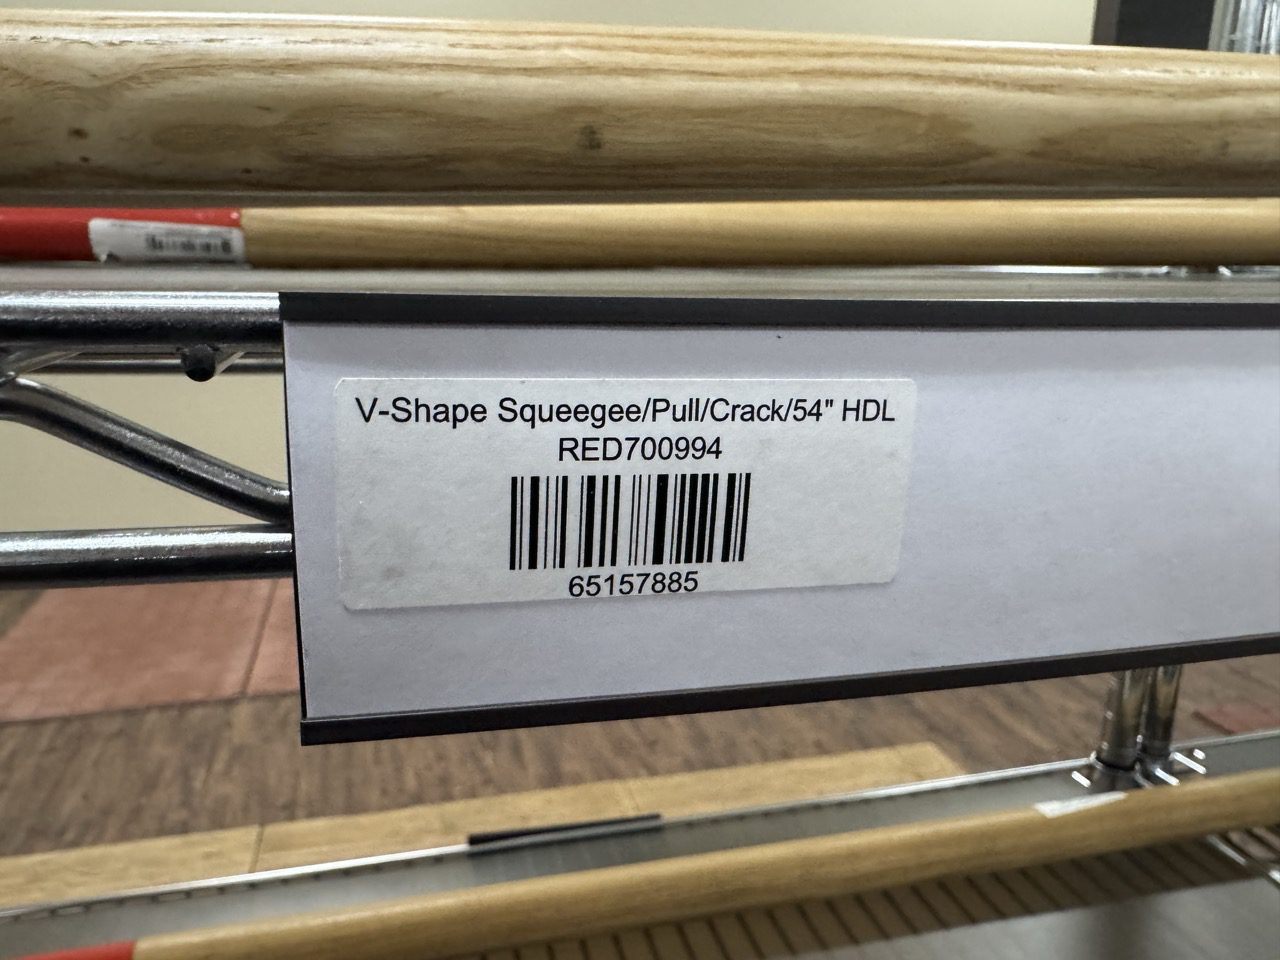 V-Shape Squeegee/Pull/Crack/54" HDL
RED700994
65157885